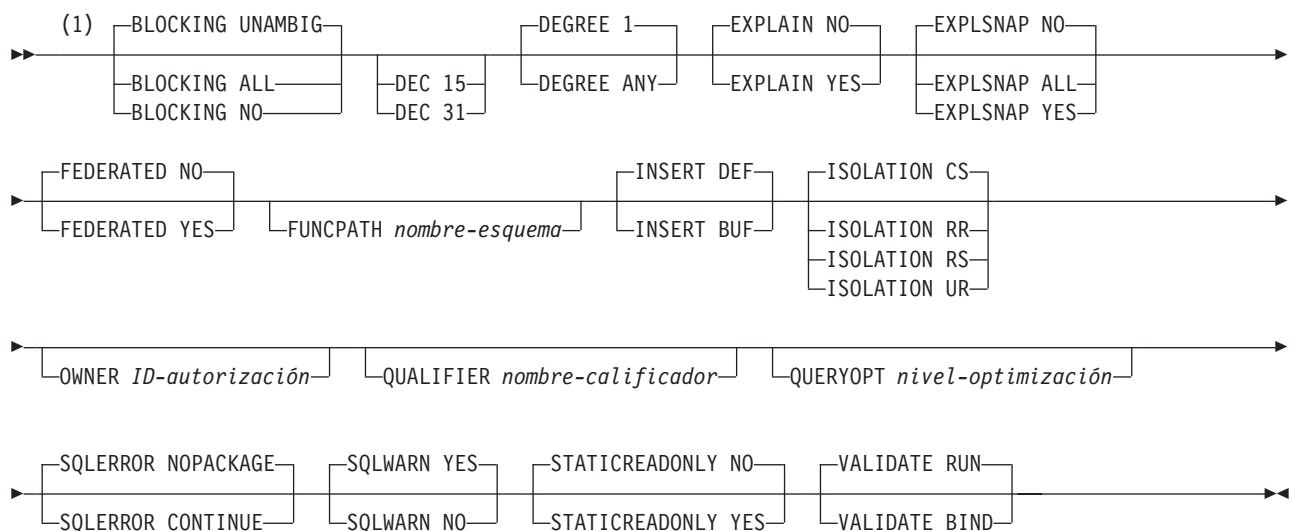 (1) BLOCKING UNAMBIG DEGREE 1 EXPLAIN NO EXPLSNAP NO
BLOCKING ALL DEC 15 DEGREE ANY EXPLAIN YES EXPLSNAP ALL
BLOCKING NO DEC 31 EXPLSNAP YES
FEDERATED NO INSERT DEF ISOLATION CS
FEDERATED YES FUNCPATH nombre-esquema INSERT BUF ISOLATION RR
ISOLATION RS
ISOLATION UR
OWNER ID-autorización QUALIFIER nombre-calificador QUERYOPT nivel-optimización
SQLERROR NOPACKAGE SQLWARN YES STATICREADONLY NO VALIDATE RUN
SQLERROR CONTINUE SQLWARN NO STATICREADONLY YES VALIDATE BIND